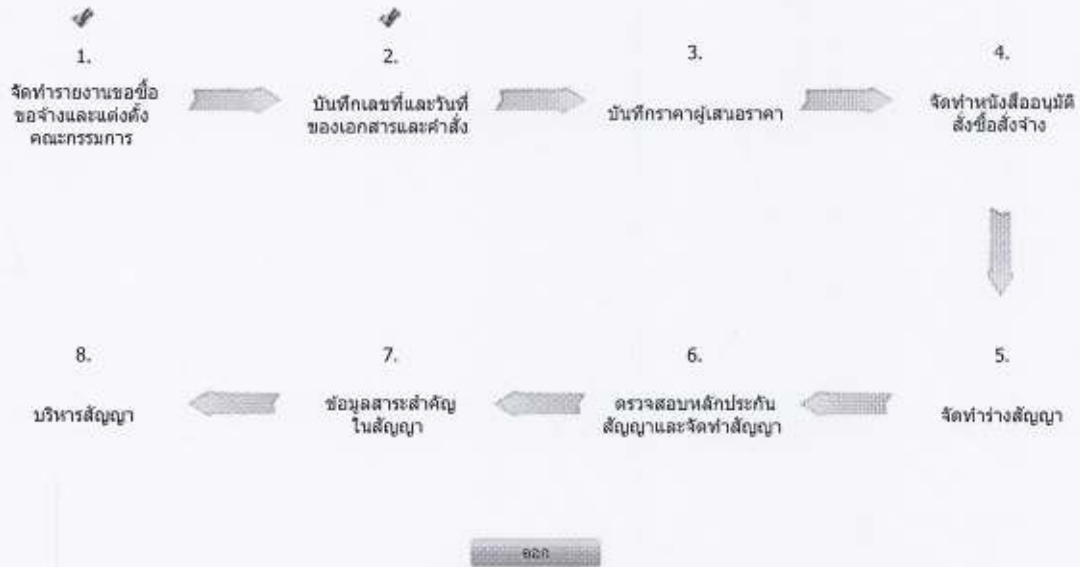 1.
จัดทำรายงานขอซื้อ
ขอจ้างและแต่งตั้ง
คณะกรรมการ
2.
บันทึกเลขที่และวันที่
ของเอกสารและคำสั่ง
3.
บันทึกราคาผู้เสนอราคา
4.
จัดทำหนังสืออนุมัติ
สั่งซื้อสั่งจ้าง
8.
บริหารสัญญา
7.
ข้อมูลสาระสำคัญ
ในสัญญา
6.
ตรวจสอบหลักประกัน
สัญญาและจัดทำสัญญา
5.
จัดทำร่างสัญญา
ออก